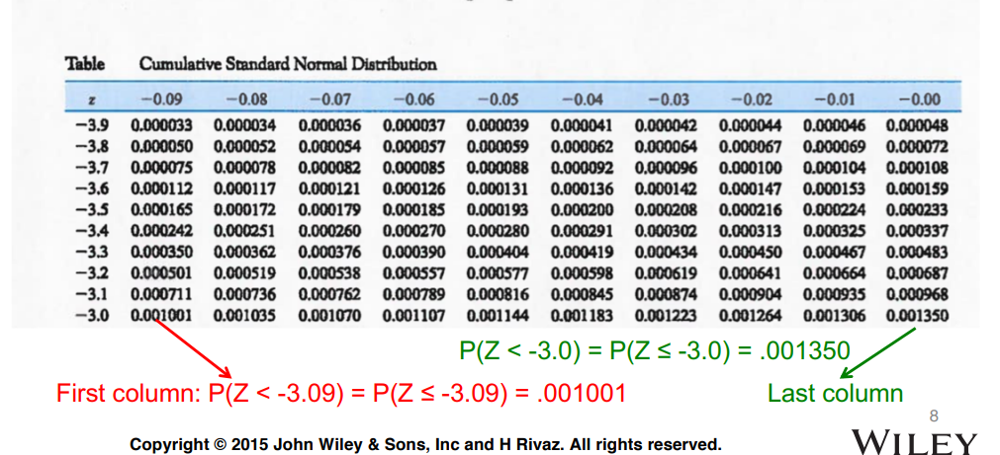 Table Cumulative Standard Normal Distribution
z −0.09 −0.08 −0.07 −0.06 −0.05 −0.04 −0.03 −0.02 −0.01 −0.00
−3.9 0.000033 0.000034 0.000036 0.000037 0.000039 0.000041 0.000042 0.000044 0.000046 0.000048
−3.8 0.000050 0.000052 0.000054 0.000057 0.000059 0.000062 0.000064 0.000067 0.000069 0.000072
−3.7 0.000075 0.000078 0.000082 0.000085 0.000088 0.000092 0.000096 0.000100 0.000104 0.000108
−3.6 0.000112 0.000117 0.000121 0.000126 0.000131 0.000136 0.000142 0.000147 0.000153 0.000159
−3.5 0.000165 0.000172 0.000179 0.000185 0.000193 0.000200 0.000208 0.000216 0.000224 0.000233
−3.4 0.000242 0.000251 0.000260 0.000270 0.000280 0.000291 0.000302 0.000313 0.000325 0.000337
−3.3 0.000350 0.000362 0.000376 0.000390 0.000404 0.000419 0.000434 0.000450 0.000467 0.000483
−3.2 0.000501 0.000519 0.000538 0.000557 0.000577 0.000598 0.000619 0.000641 0.000664 0.000687
−3.1 0.000711 0.000736 0.000762 0.000789 0.000816 0.000845 0.000874 0.000904 0.000935 0.000968
−3.0 0.001001 0.001035 0.001070 0.001107 0.001144 0.001183 0.001223 0.001264 0.001306 0.001350
P(Z < -3.0) = P(Z ≤ -3.0) = .001350
First column: P(Z < -3.09) = P(Z ≤ -3.09) = .001001 Last column
8
Copyright © 2015 John Wiley & Sons, Inc and H Rivaz. All rights reserved. WILEY